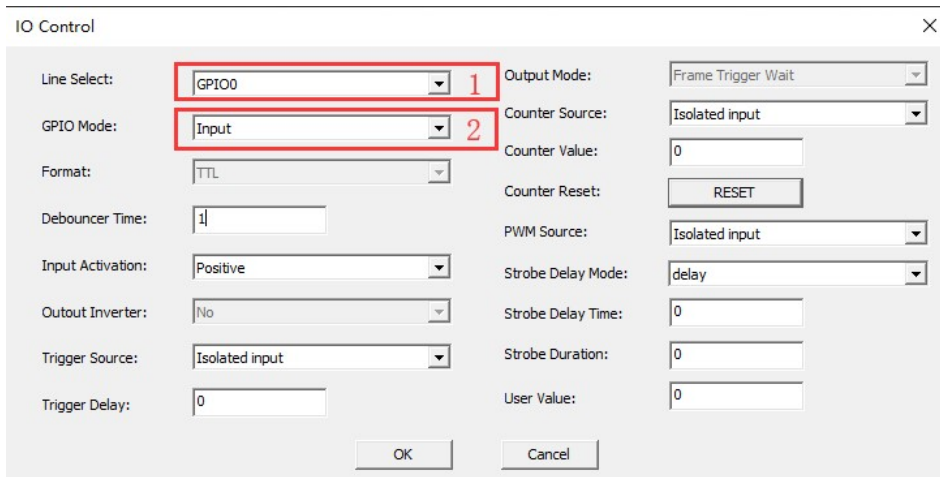 IO Control
Line Select: GPIO0 1
GPIO Mode: Input 2
Format: TTL
Debouncer Time: 1
Input Activation: Positive
Outout Inverter: No
Trigger Source: Isolated input
Trigger Delay: 0
Output Mode: Frame Trigger Wait
Counter Source: Isolated input
Counter Value: 0
Counter Reset: RESET
PWM Source: Isolated input
Strobe Delay Mode: delay
Strobe Delay Time: 0
Strobe Duration: 0
User Value: 0
OK Cancel